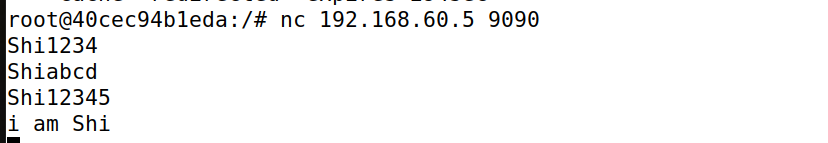 root@40cec94b1eda:/# nc 192.168.60.5 9090
Shi1234
Shiabcd
Shi12345
i am Shi